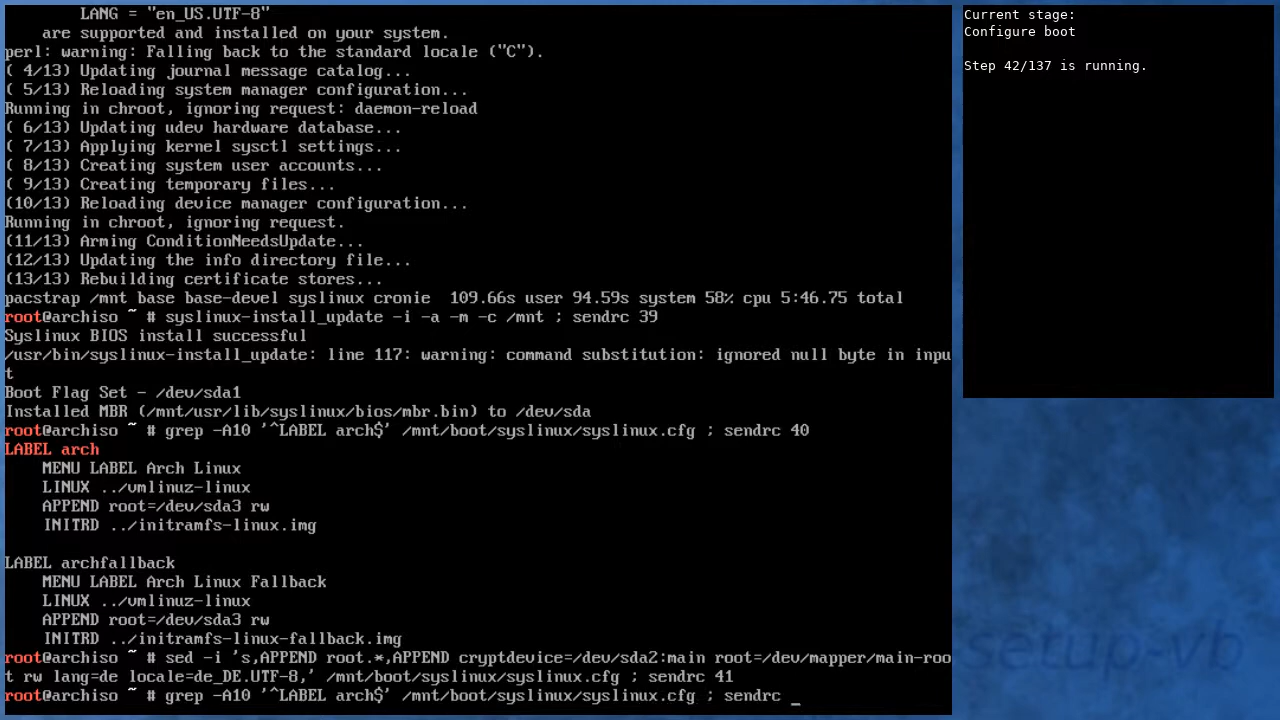 LANG = "en_US.UTF-8"
are supported and installed on your system.
perl: warning: Falling back to the standard locale ("C").
( 4/13) Updating journal message catalog...
( 5/13) Reloading system manager configuration...
Running in chroot, ignoring request: daemon-reload
( 6/13) Updating udev hardware database...
( 7/13) Applying kernel sysctl settings...
( 8/13) Creating system user accounts...
( 9/13) Creating temporary files...
(10/13) Reloading device manager configuration...
Running in chroot, ignoring request.
(11/13) Arming ConditionNeedsUpdate...
(12/13) Updating the info directory file...
(13/13) Rebuilding certificate stores...
pacstrap /mnt base base-devel syslinux cronie  109.66s user 94.59s system 58% cpu 5:46.75 total
root@archiso ~ # syslinux-install_update -i -a -m -c /mnt ; sendrc 39
Syslinux BIOS install successful
/usr/bin/syslinux-install_update: line 117: warning: command substitution: ignored null byte in inpu
t
Boot Flag Set - /dev/sda1
Installed MBR (/mnt/usr/lib/syslinux/bios/mbr.bin) to /dev/sda
root@archiso ~ # grep -A10 '^LABEL arch$' /mnt/boot/syslinux/syslinux.cfg ; sendrc 40
LABEL arch
MENU LABEL Arch Linux
LINUX ../vmlinuz-linux
APPEND root=/dev/sda3 rw
INITRD ../initramfs-linux.img
LABEL archfallback
MENU LABEL Arch Linux Fallback
LINUX ../vmlinuz-linux
APPEND root=/dev/sda3 rw
INITRD ../initramfs-linux-fallback.img
root@archiso ~ # sed -i 's,APPEND root.*,APPEND cryptdevice=/dev/sda2:main root=/dev/mapper/main-roo
t rw lang=de locale=de_DE.UTF-8,' /mnt/boot/syslinux/syslinux.cfg ; sendrc 41
root@archiso ~ # grep -A10 '^LABEL arch$' /mnt/boot/syslinux/syslinux.cfg ; sendrc _
Current stage:
Configure boot
Step 42/137 is running.
setup-vb